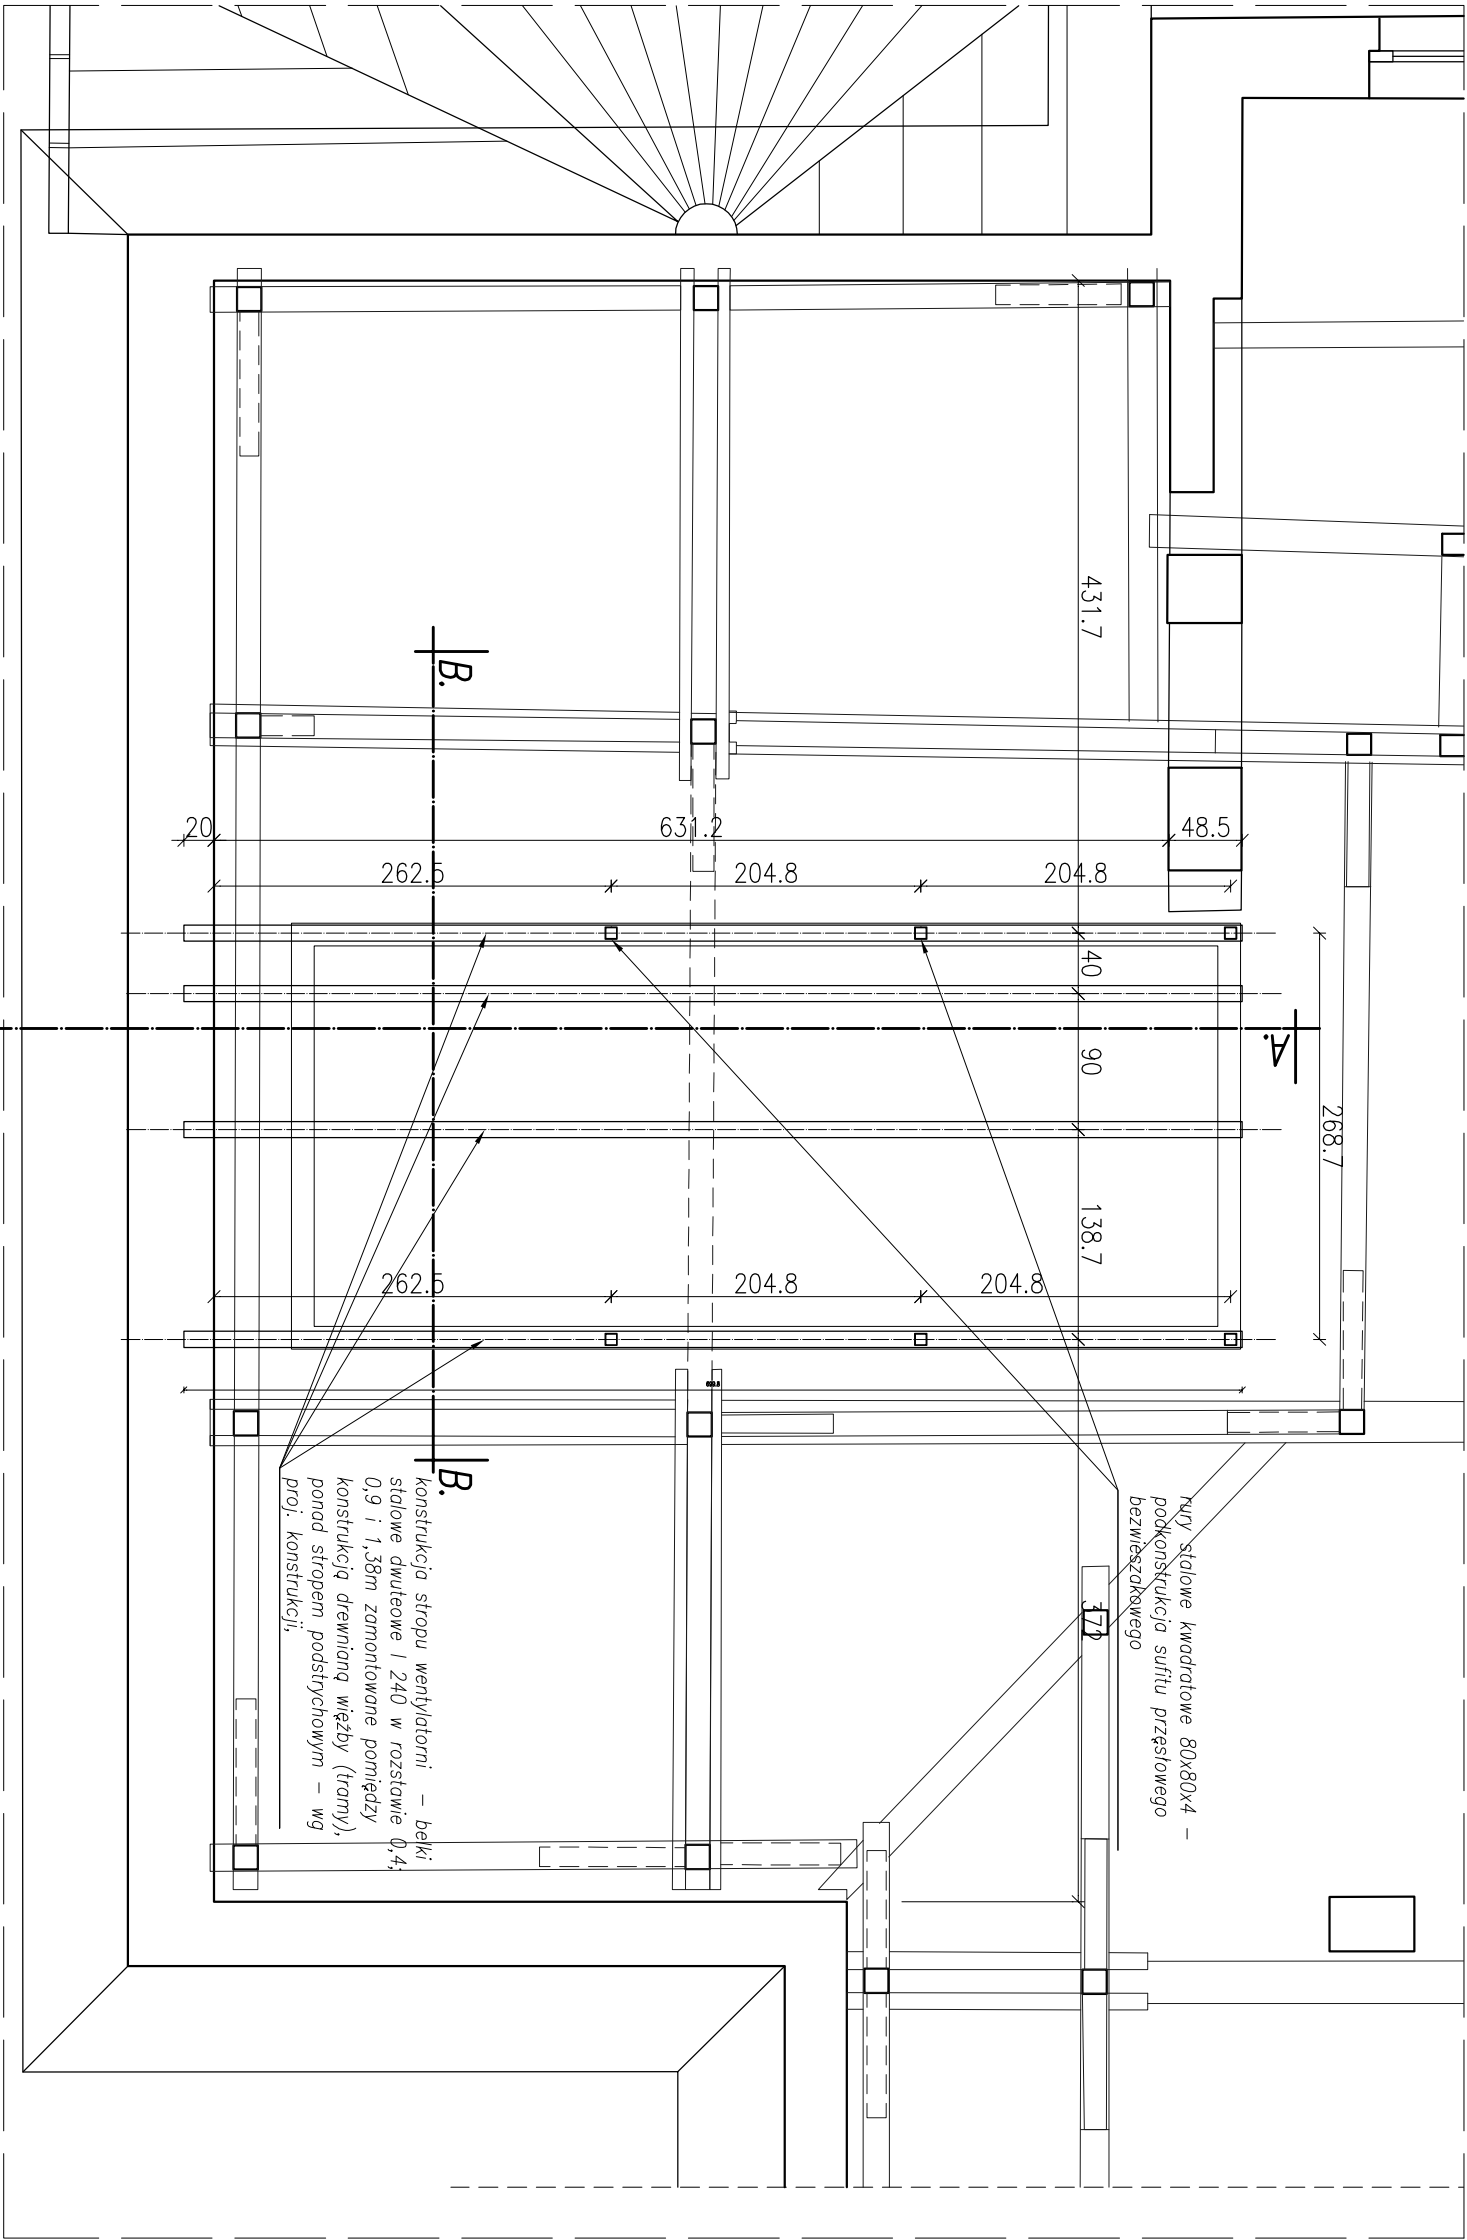 431.7
B.
20
631.2
48.5
262.5
204.8
204.8
40
A.
90
268.7
138.7
262.5
204.8
204.8
699.8
B.
rury stalowe kwadratowe 80x80x4 –
podkonstrukcja sufitu przęsłowego
bezwieszakowego
372
konstrukcja stropu wentylatorni – belki
stalowe dwuteowe I 240 w rozstawie 0,4;
0,9 i 1,38m zamontowane pomiędzy
konstrukcją drewnianą więźby (tramy),
ponad stropem podstrychowym – wg
proj. konstrukcji,